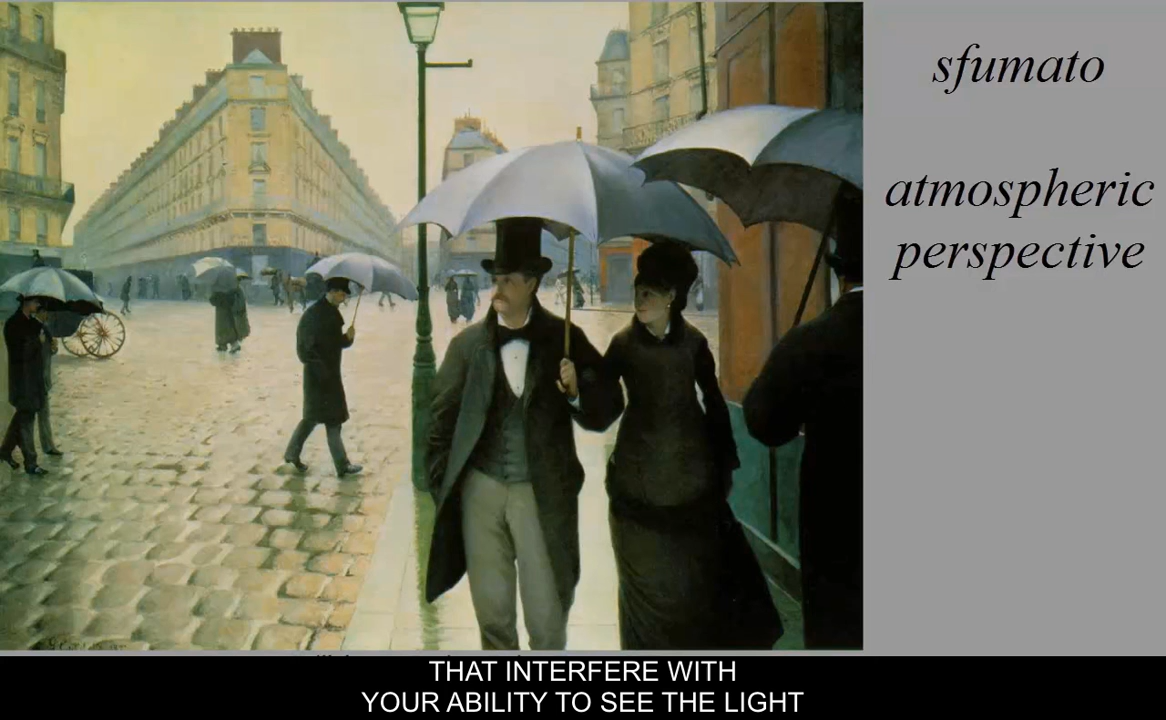 sfumato
atmospheric
perspective
THAT INTERFERE WITH
YOUR ABILITY TO SEE THE LIGHT